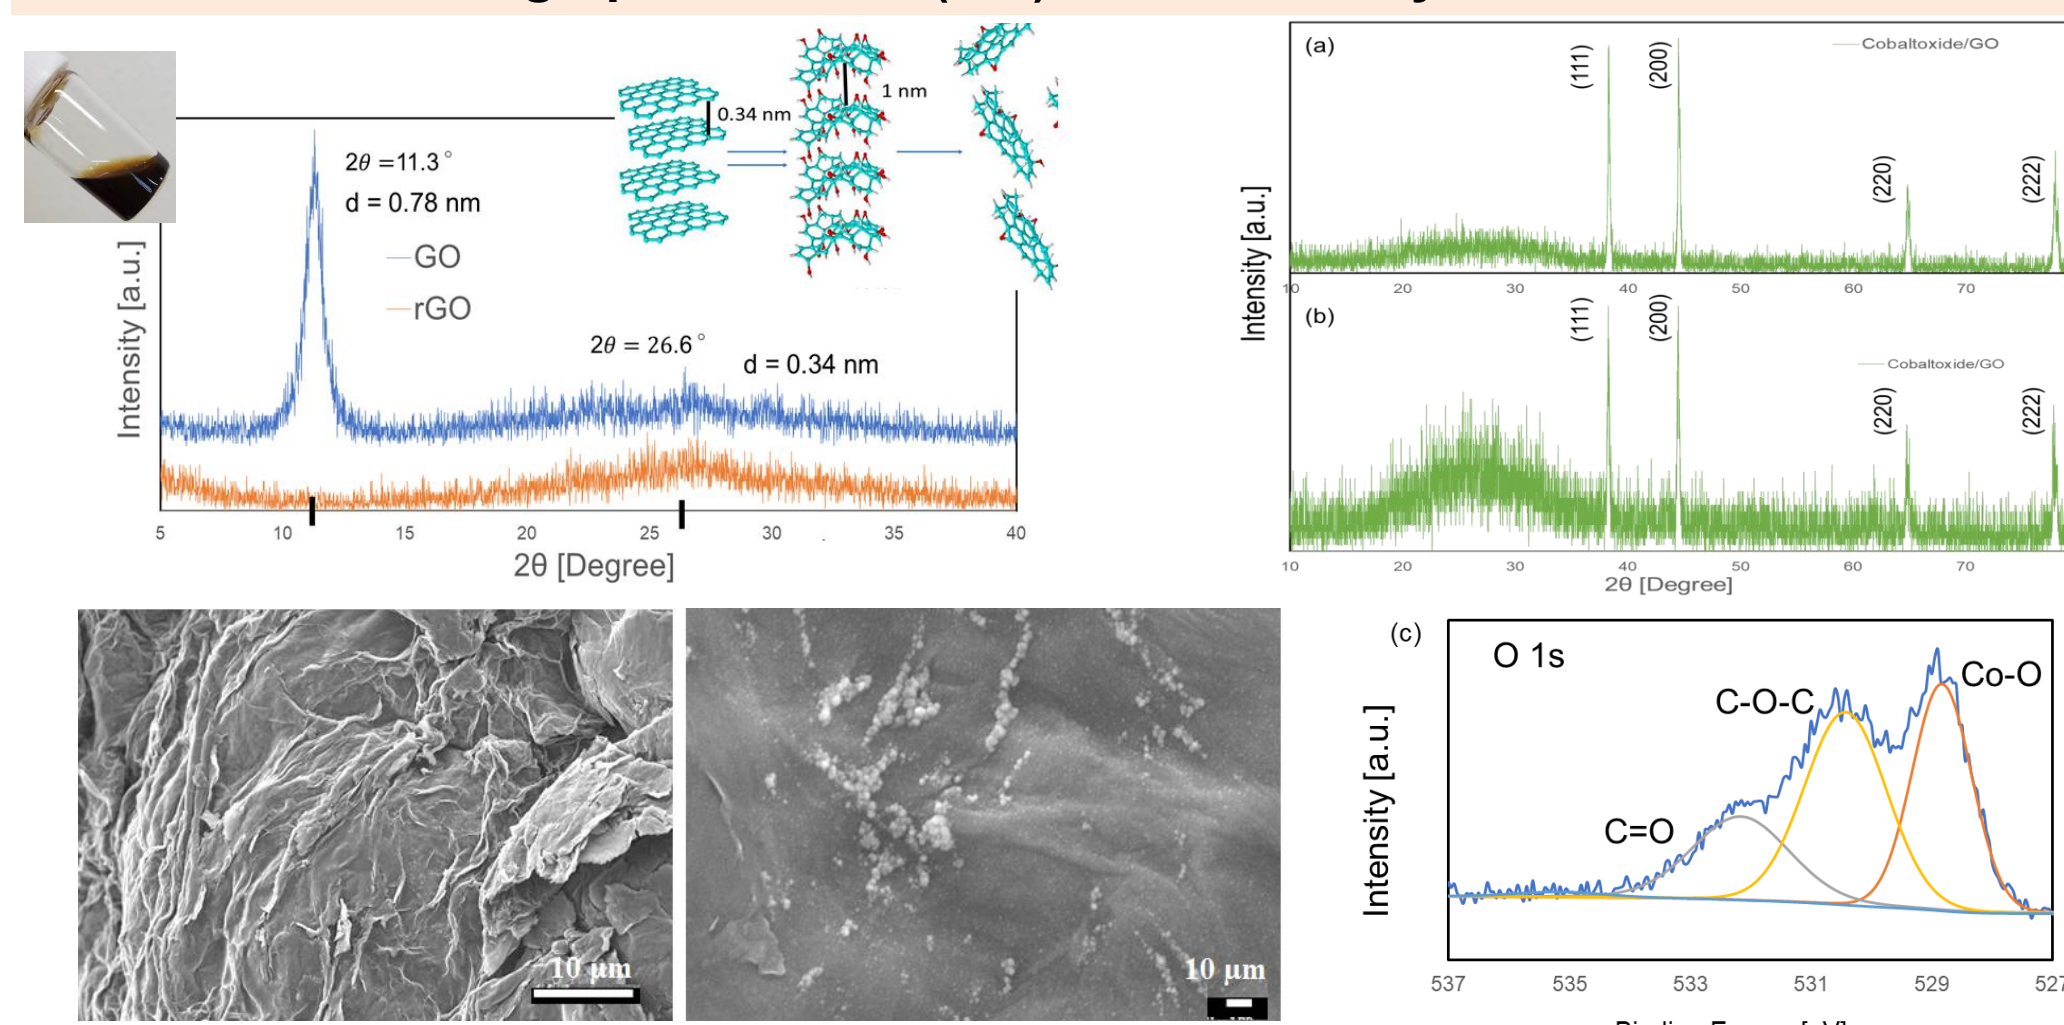 2θ =11.3°
d = 0.78 nm
GO
rGO
2θ = 26.6°
d = 0.34 nm
0.34 nm
1 nm
Intensity [a.u.]
5 10 15 20 25 30 35 40
2θ [Degree]
(a)
(111)
(200)
(220)
(222)
Cobaltoxide/GO
Intensity [a.u.]
10 20 30 40 50 60 70
(b)
(111)
(200)
(220)
(222)
Cobaltoxide/GO
10 20 30 40 50 60 70
2θ [Degree]
10 µm
10 µm
(c)
O 1s
C=O
C-O-C
Co-O
Intensity [a.u.]
537 535 533 531 529 527